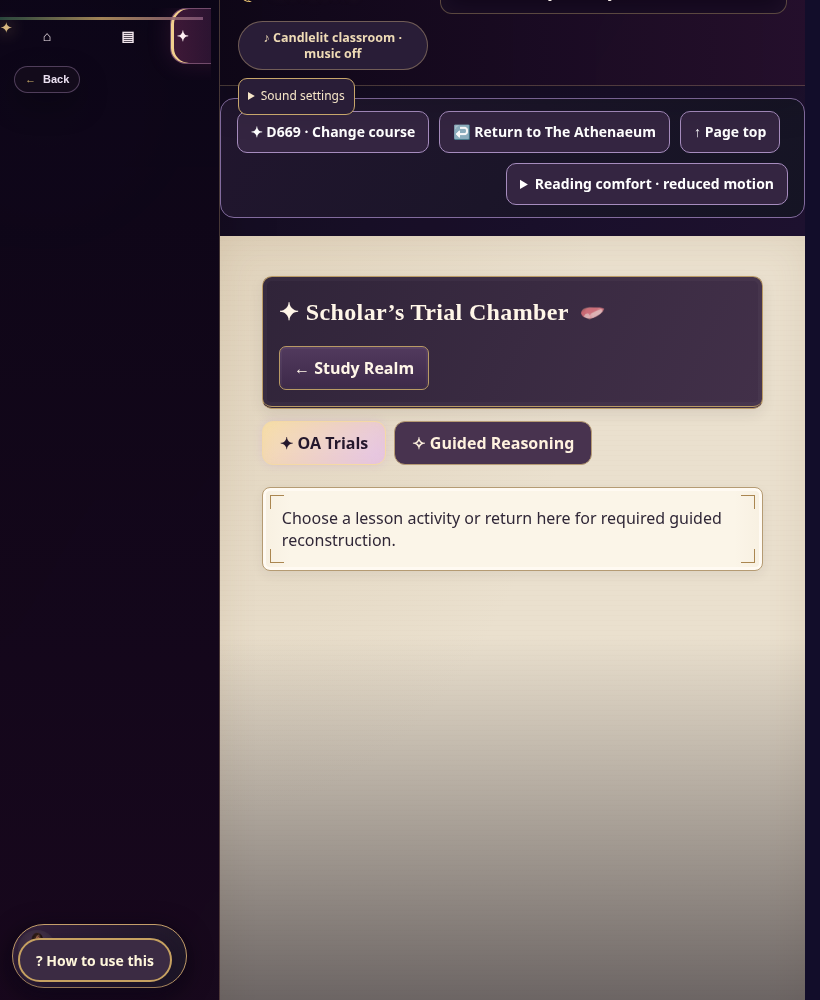 ← Back
♪ Candlelit classroom ·
music off
▶ Sound settings
✦ D669 · Change course
↩️ Return to The Athenaeum
↑ Page top
▶ Reading comfort · reduced motion
✦ Scholar’s Trial Chamber
← Study Realm
✦ OA Trials
✧ Guided Reasoning
Choose a lesson activity or return here for required guided
reconstruction.
? How to use this